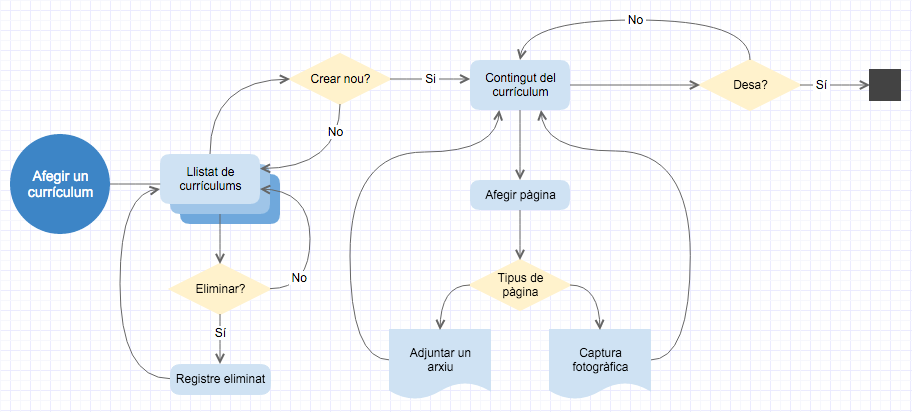 No
Crear nou?
Si
Contingut del
currículum
Desa?
Sí
No
Afegir un
currículum
Llistat de
currículums
Afegir pàgina
Eliminar?
No
Tipus de
pàgina
Sí
Registre eliminat
Adjuntar un
arxiu
Captura
fotogràfica